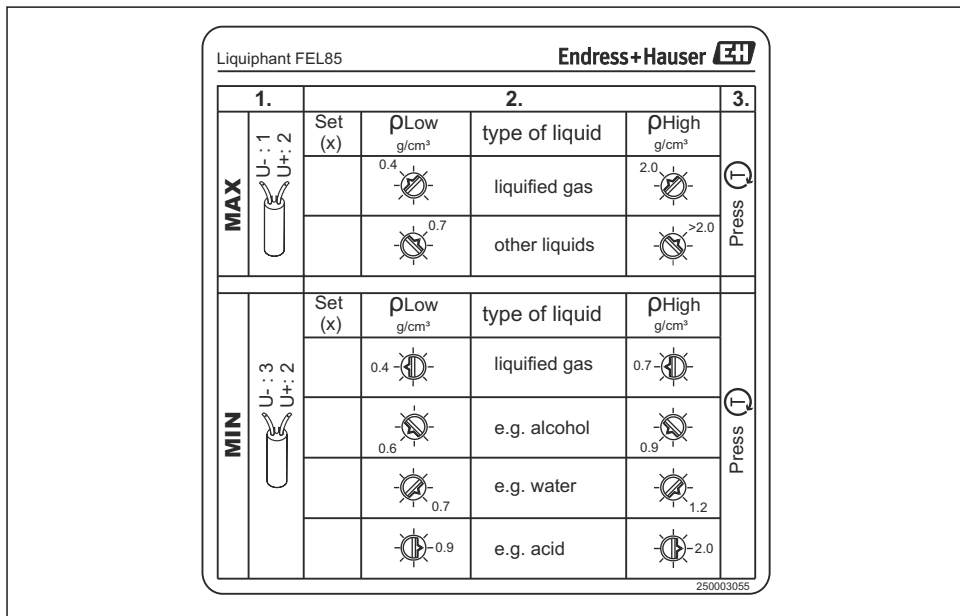 Liquiphant FEL85
Endress+Hauser EH
1. 2. 3.
MAX
U- : 1
U+: 2
Set (x) ρLow g/cm³ type of liquid ρHigh g/cm³
0.4 liquified gas 2.0
0.7 other liquids >2.0
Press T
MIN
U- : 3
U+: 2
Set (x) ρLow g/cm³ type of liquid ρHigh g/cm³
0.4 liquified gas 0.7
0.6 e.g. alcohol 0.9
0.7 e.g. water 1.2
0.9 e.g. acid 2.0
Press T
250003055